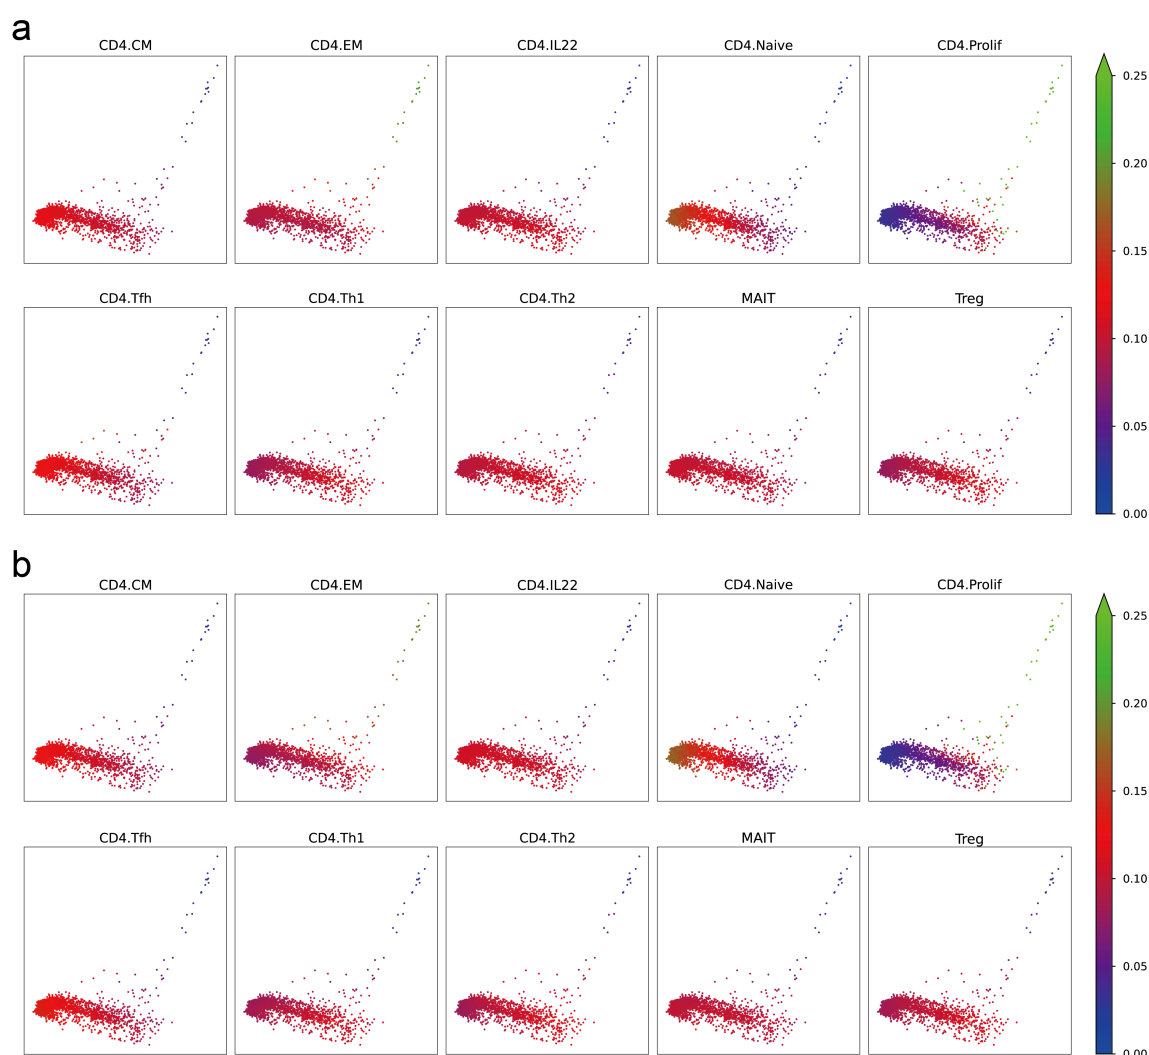 a
CD4.CM CD4.EM CD4.IL22 CD4.Naive CD4.Prolif
0.25
0.20
0.15
CD4.Tfh CD4.Th1 CD4.Th2 MAIT Treg
0.10
0.05
0.00
b
CD4.CM CD4.EM CD4.IL22 CD4.Naive CD4.Prolif
0.25
0.20
0.15
CD4.Tfh CD4.Th1 CD4.Th2 MAIT Treg
0.10
0.05
0.00